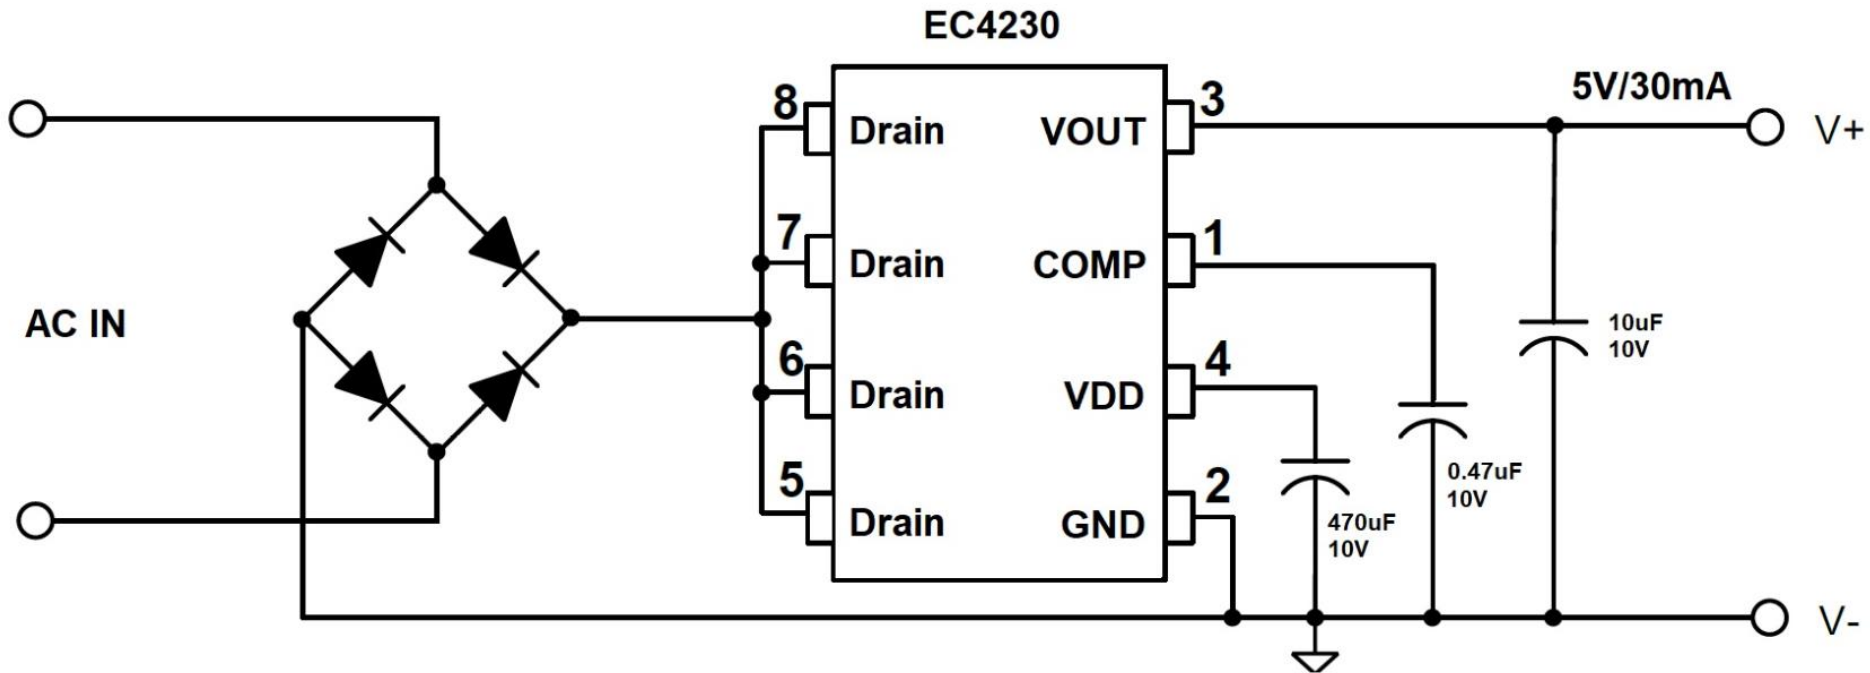 EC4230
AC IN
8
Drain
7
Drain
6
Drain
5
Drain
VOUT
3
COMP
1
VDD
4
GND
2
5V/30mA
V+
10uF
10V
0.47uF
10V
470uF
10V
V-